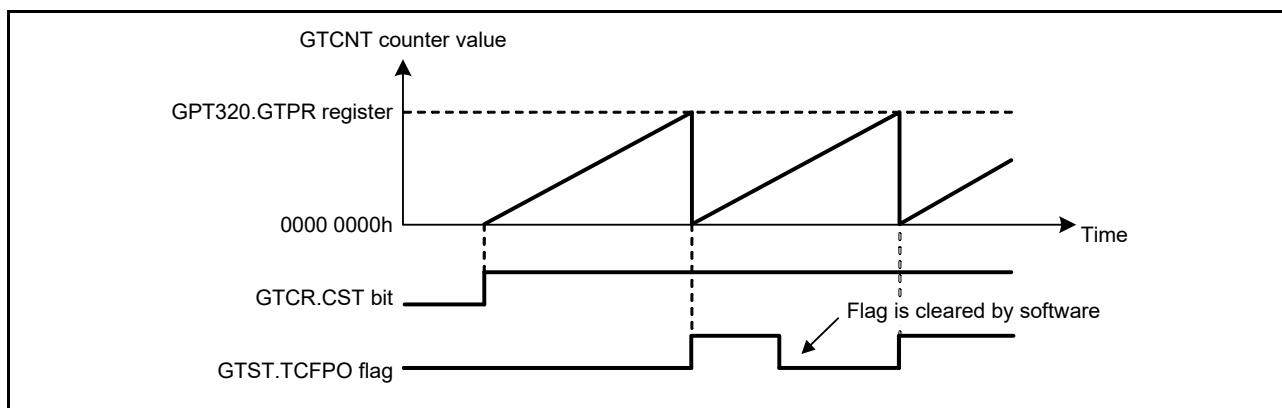 GTCNT counter value
GPT320.GTPR register
0000 0000h
Time
GTCR.CST bit
Flag is cleared by software
GTST.TCFPO flag